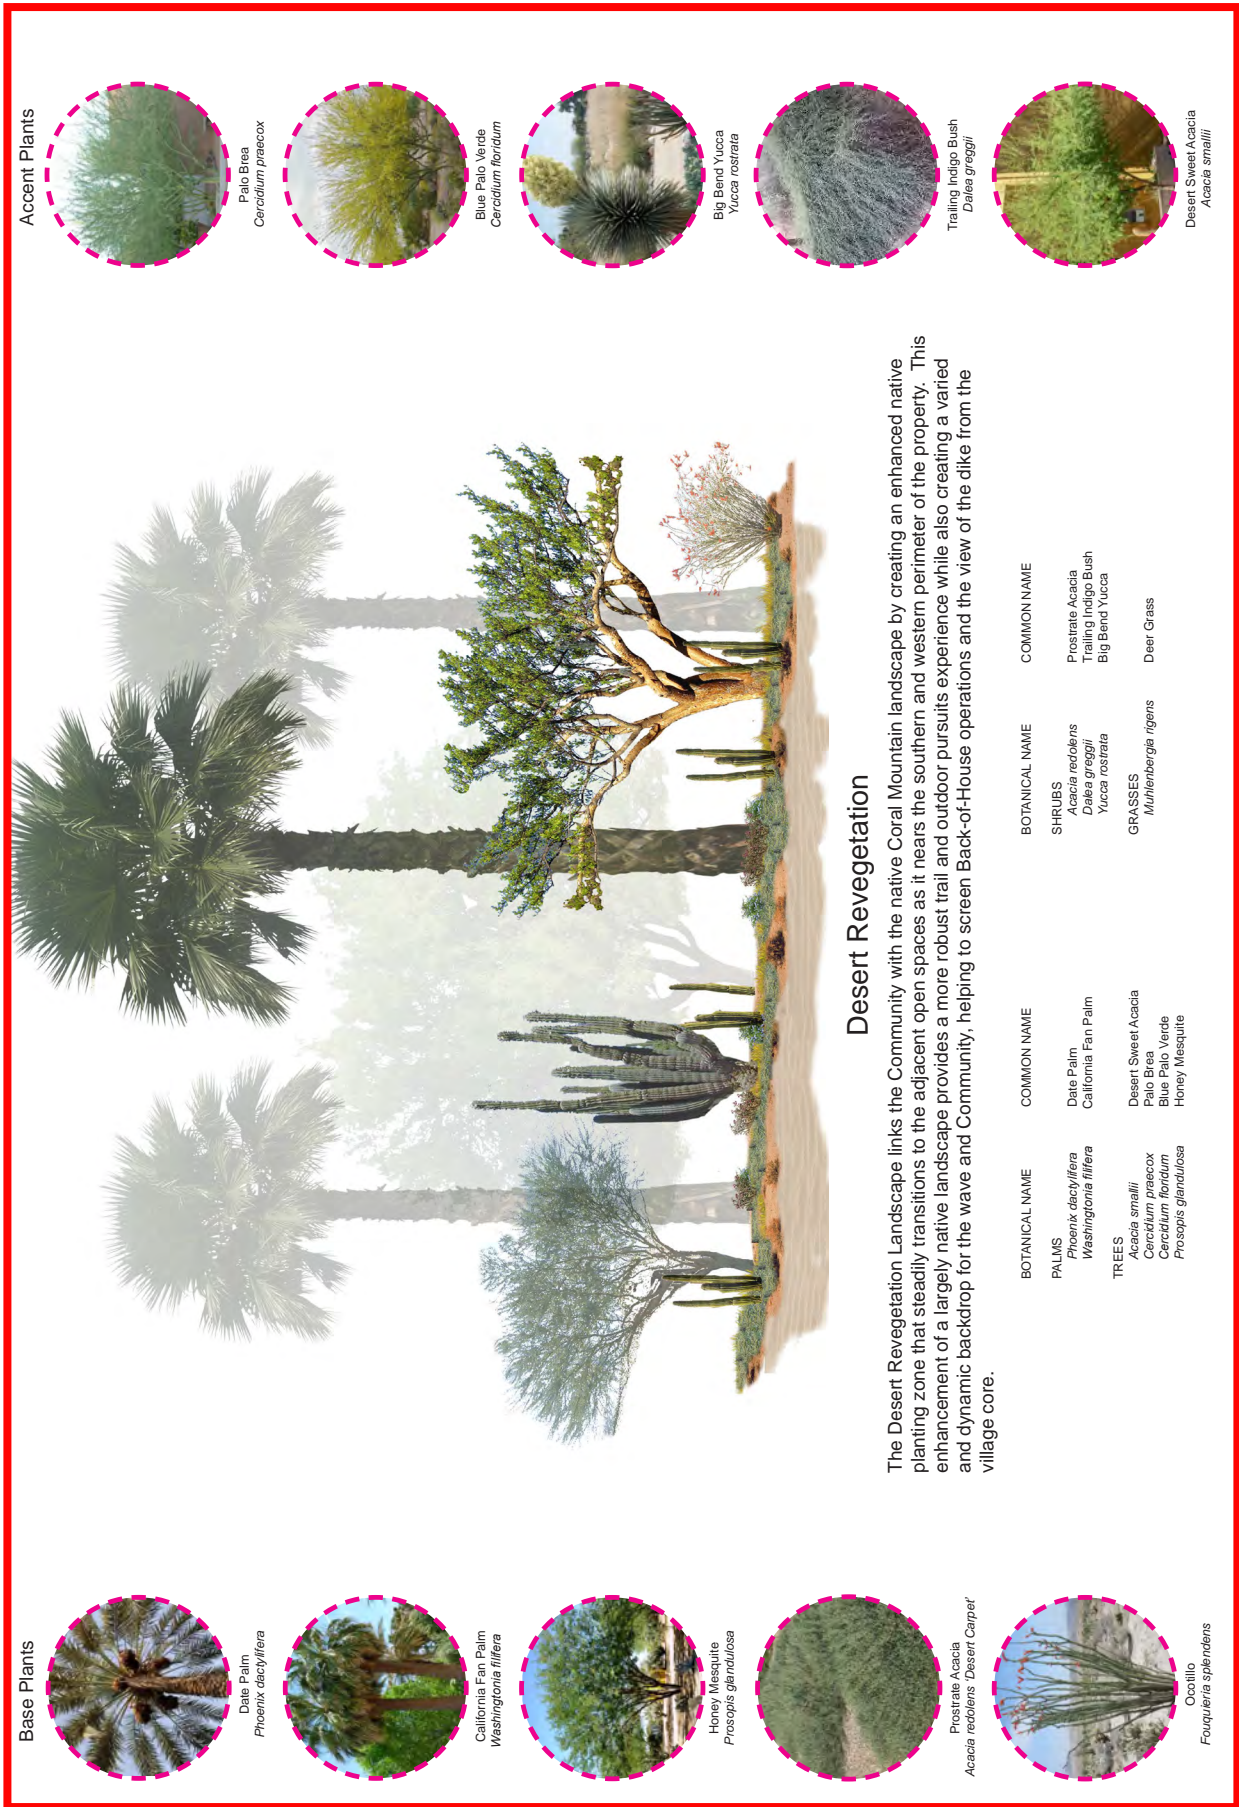 Base Plants
Date Palm
Phoenix dactylifera
California Fan Palm
Washingtonia filifera
Honey Mesquite
Prosopis glandulosa
Prostrate Acacia
Acacia redolens 'Desert Carpet'
Ocotillo
Fouquieria splendens
Desert Revegetation
The Desert Revegetation Landscape links the Community with the native Coral Mountain landscape by creating an enhanced native
planting zone that steadily transitions to the adjacent open spaces as it nears the southern and western perimeter of the property.  This
enhancement of a largely native landscape provides a more robust trail and outdoor pursuits experience while also creating a varied
and dynamic backdrop for the wave and Community, helping to screen Back-of-House operations and the view of the dike from the
village core.
BOTANICAL NAME COMMON NAME
PALMS
Phoenix dactylifera Date Palm
Washingtonia filifera California Fan Palm
TREES
Acacia smallii Desert Sweet Acacia
Cercidium praecox Palo Brea
Cercidium floridum Blue Palo Verde
Prosopis glandulosa Honey Mesquite
BOTANICAL NAME COMMON NAME
SHRUBS
Acacia redolens Prostrate Acacia
Dalea greggii Trailing Indigo Bush
Yucca rostrata Big Bend Yucca
GRASSES
Muhlenbergia rigens Deer Grass
Accent Plants
Palo Brea
Cercidium praecox
Blue Palo Verde
Cercidium floridum
Big Bend Yucca
Yucca rostrata
Trailing Indigo Bush
Dalea greggii
Desert Sweet Acacia
Acacia smallii